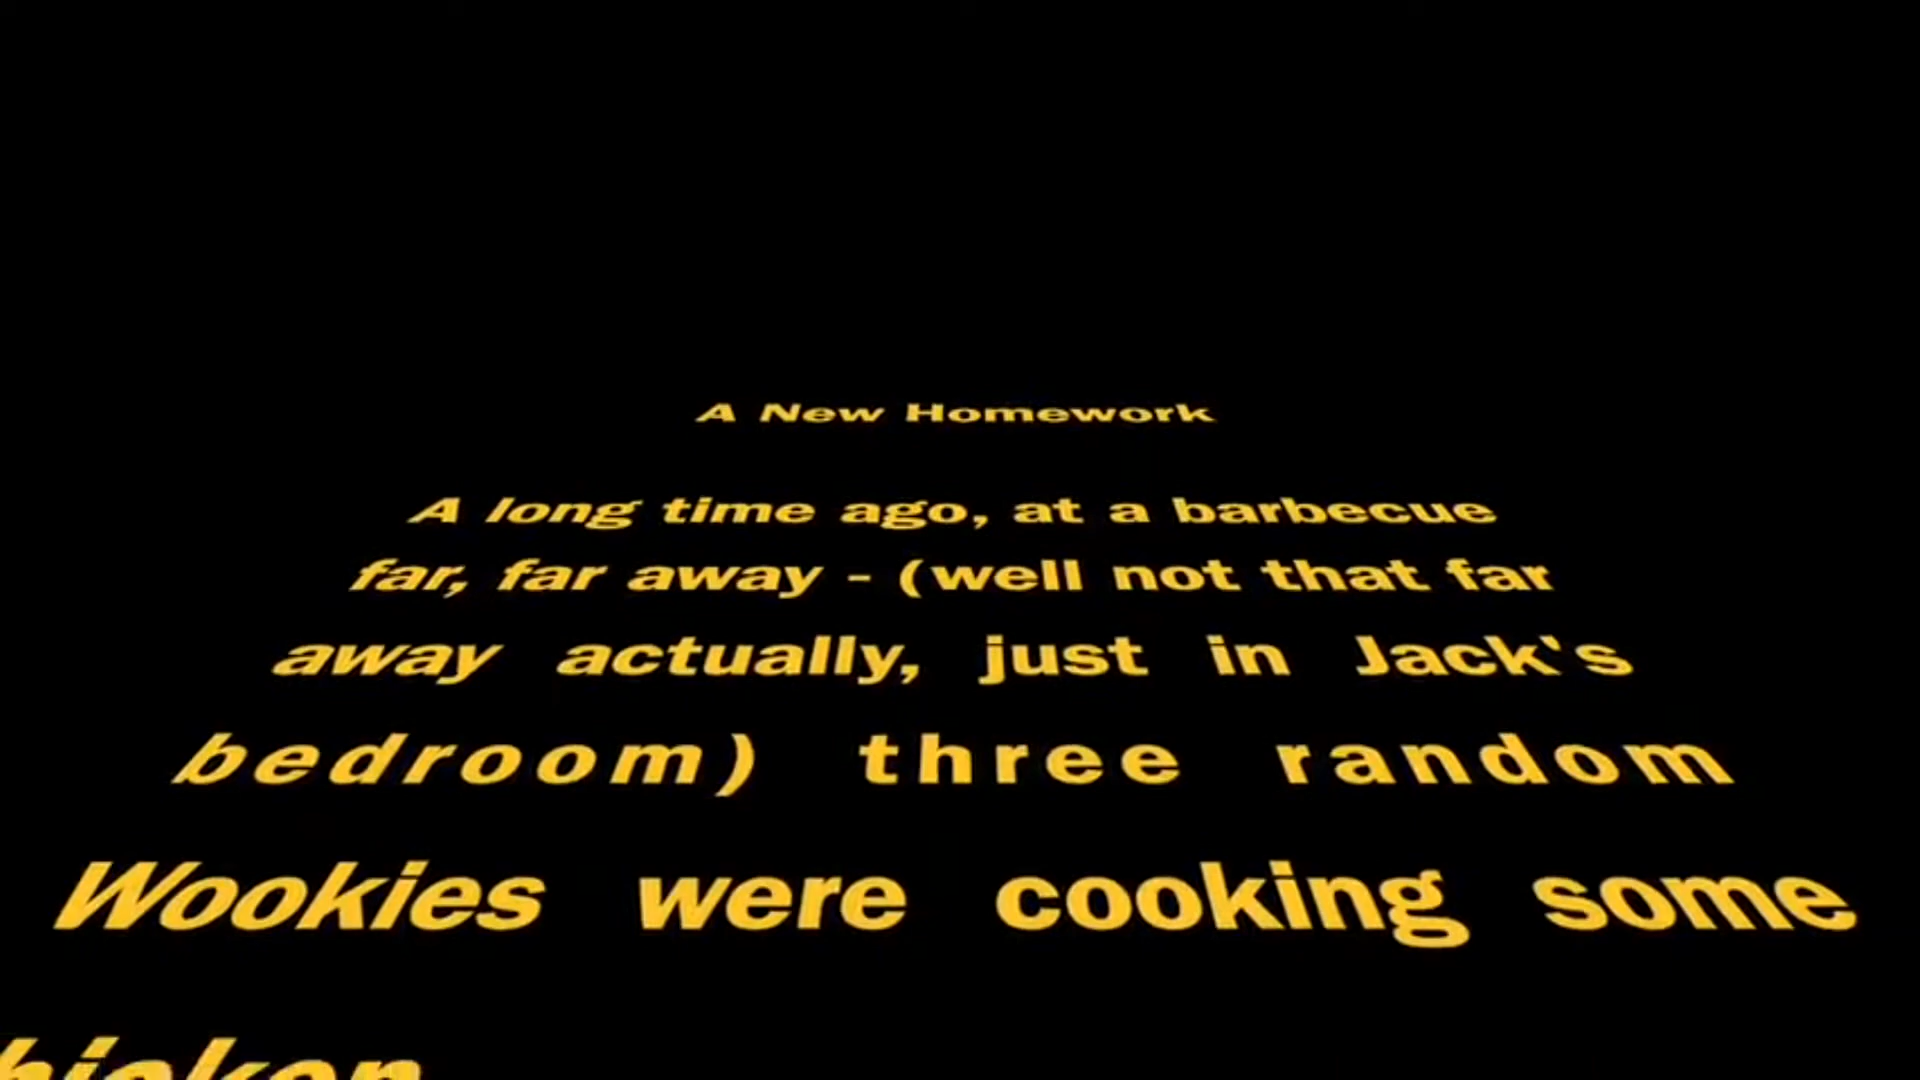 A New Homework
A long time ago, at a barbecue
far, far away - (well not that far
away actually, just in Jack's
bedroom) three random
Wookies were cooking some